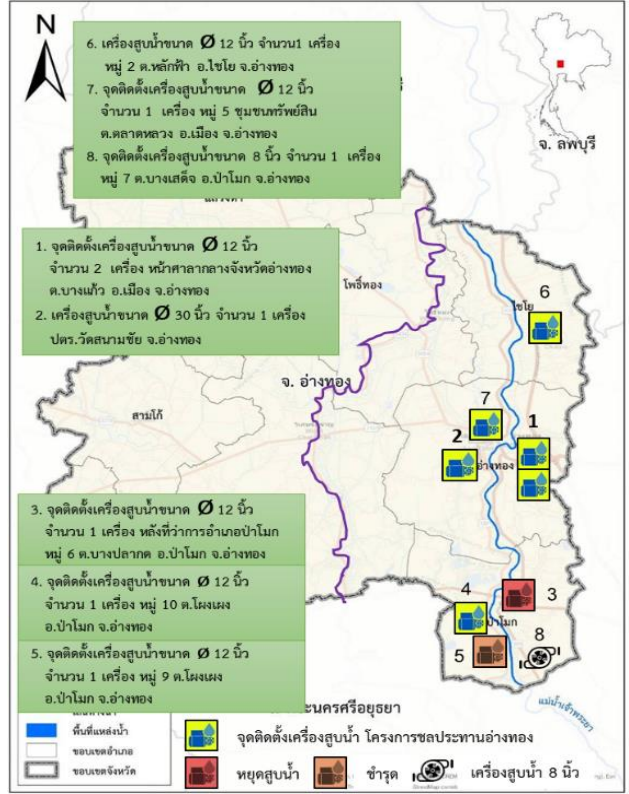 N
6. เครื่องสูบน้ำขนาด Ø 12 นิ้ว จำนวน1 เครื่อง
หมู่ 2 ต.หลักฟ้า อ.ไชโย จ.อ่างทอง
7. จุดติดตั้งเครื่องสูบน้ำขนาด Ø 12 นิ้ว
จำนวน 1 เครื่อง หมู่ 5 ชุมชนทรัพย์สิน
ต.ตลาดหลวง อ.เมือง จ.อ่างทอง
8. จุดติดตั้งเครื่องสูบน้ำขนาด 8 นิ้ว จำนวน 1 เครื่อง
หมู่ 7 ต.บางเสด็จ อ.ป่าโมก จ.อ่างทอง
จ. ลพบุรี
1. จุดติดตั้งเครื่องสูบน้ำขนาด Ø 12 นิ้ว
จำนวน 2 เครื่อง หน้าศาลากลางจังหวัดอ่างทอง
ต.บางแก้ว อ.เมือง จ.อ่างทอง
2. เครื่องสูบน้ำขนาด Ø 30 นิ้ว จำนวน 1 เครื่อง
ปตร.วัดสนามชัย จ.อ่างทอง
โพธิ์ทอง
ไชโย
6
จ. อ่างทอง
สามโก้
7
1
2
อ่างทอง
3. จุดติดตั้งเครื่องสูบน้ำขนาด Ø 12 นิ้ว
จำนวน 1 เครื่อง หลังที่ว่าการอำเภอป่าโมก
หมู่ 6 ต.บางปลากด อ.ป่าโมก จ.อ่างทอง
4. จุดติดตั้งเครื่องสูบน้ำขนาด Ø 12 นิ้ว
จำนวน 1 เครื่อง หมู่ 10 ต.โผงเผง
อ.ป่าโมก จ.อ่างทอง
5. จุดติดตั้งเครื่องสูบน้ำขนาด Ø 12 นิ้ว
จำนวน 1 เครื่อง หมู่ 9 ต.โผงเผง
อ.ป่าโมก จ.อ่างทอง
3
4
ป่าโมก
5
8
แม่น้ำเจ้าพระยา
ะนครศรีอยุธยา
พื้นที่แหล่งน้ำ
ขอบเขตอำเภอ
ขอบเขตจังหวัด
จุดติดตั้งเครื่องสูบน้ำ โครงการชลประทานอ่างทอง
หยุดสูบน้ำ
ชำรุด
เครื่องสูบน้ำ 8 นิ้ว